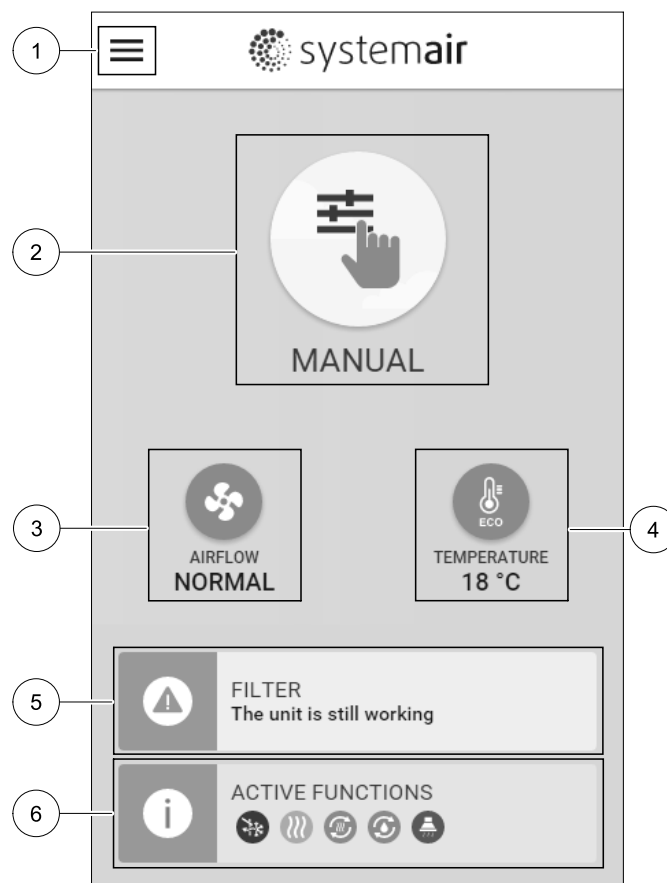 1
systemair
2
MANUAL
3
AIRFLOW
NORMAL
ECO
TEMPERATURE
18 °C
4
5
FILTER
The unit is still working
6
ACTIVE FUNCTIONS